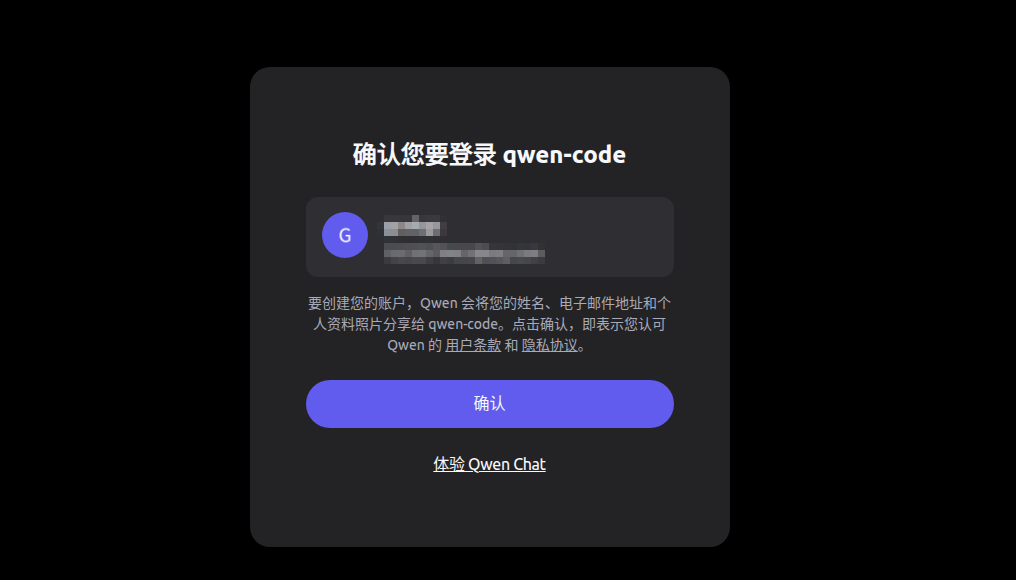 确认您要登录 qwen-code
G
要创建您的账户，Qwen 会将您的姓名、电子邮件地址和个
人资料照片分享给 qwen-code。点击确认，即表示您认可
Qwen 的 用户条款 和 隐私协议。
确认
体验 Qwen Chat